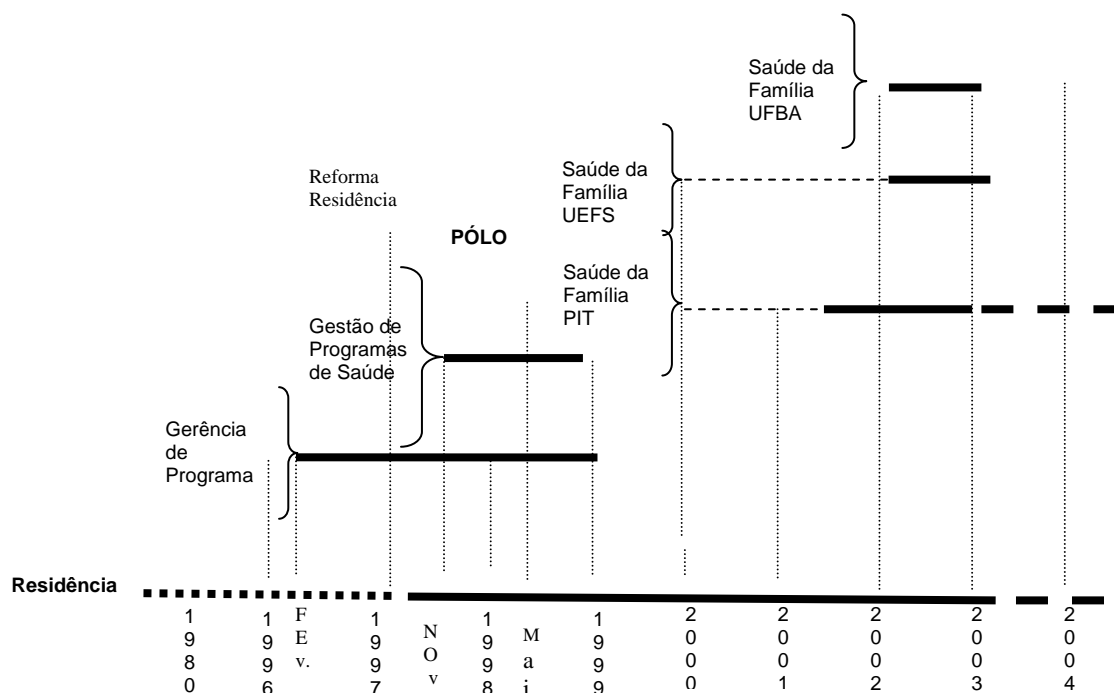 Saúde da
Família
UFBA
Saúde da
Família
UEFS
Reforma
Residência
PÓLO
Saúde da
Família
PIT
Gestão de
Programas
de Saúde
Gerência
de
Programa
Residência
1980
1996
FEv.
1997
NOv
1998
Mai
1999
2000
2001
2002
2003
2004